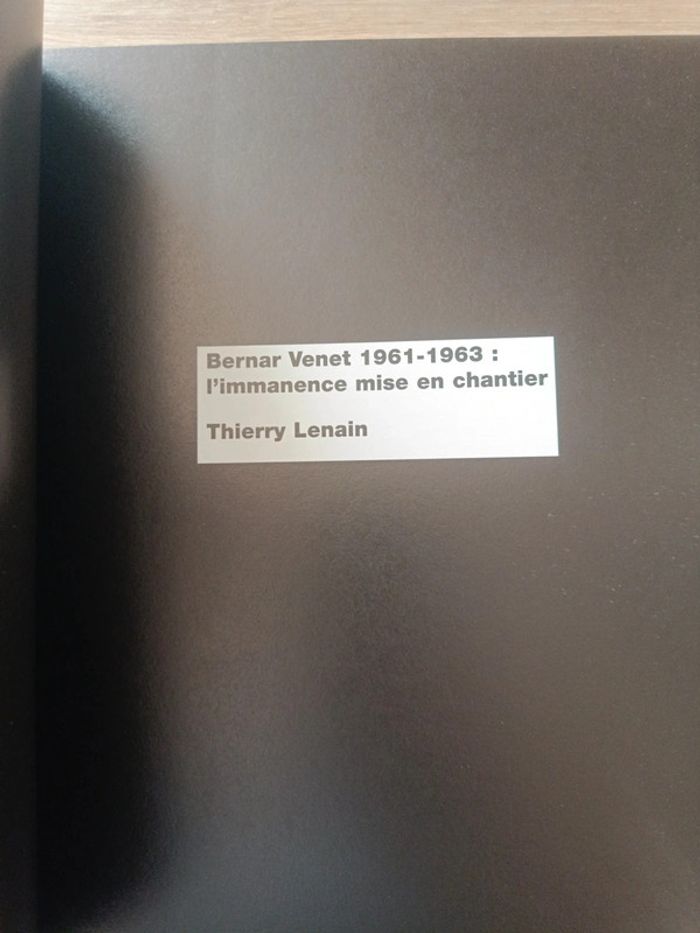 Bernar Venet 1961-1963 :
l'immanence mise en chantier
Thierry Lenain